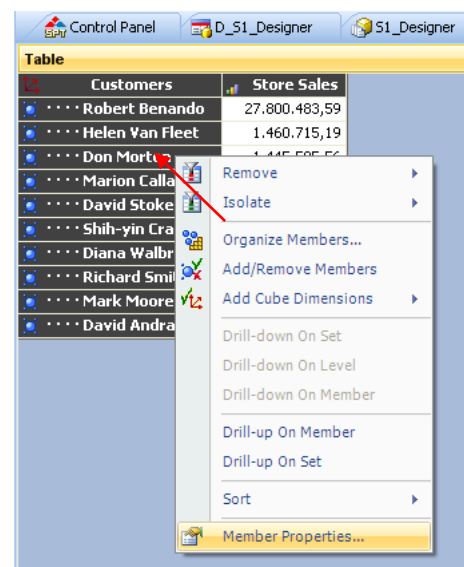 Control Panel D_S1_Designer S1_Designer
Table
Customers Store Sales
Robert Benando 27.800.483,59
Helen Van Fleet 1.460.715,19
Don Morton
Marion Calla
David Stoke
Shih-yin Cra
Diana Walbr
Richard Smi
Mark Moore
David Andra
Remove
Isolate
Organize Members...
Add/Remove Members
Add Cube Dimensions
Drill-down On Set
Drill-down On Level
Drill-down On Member
Drill-up On Member
Drill-up On Set
Sort
Member Properties...